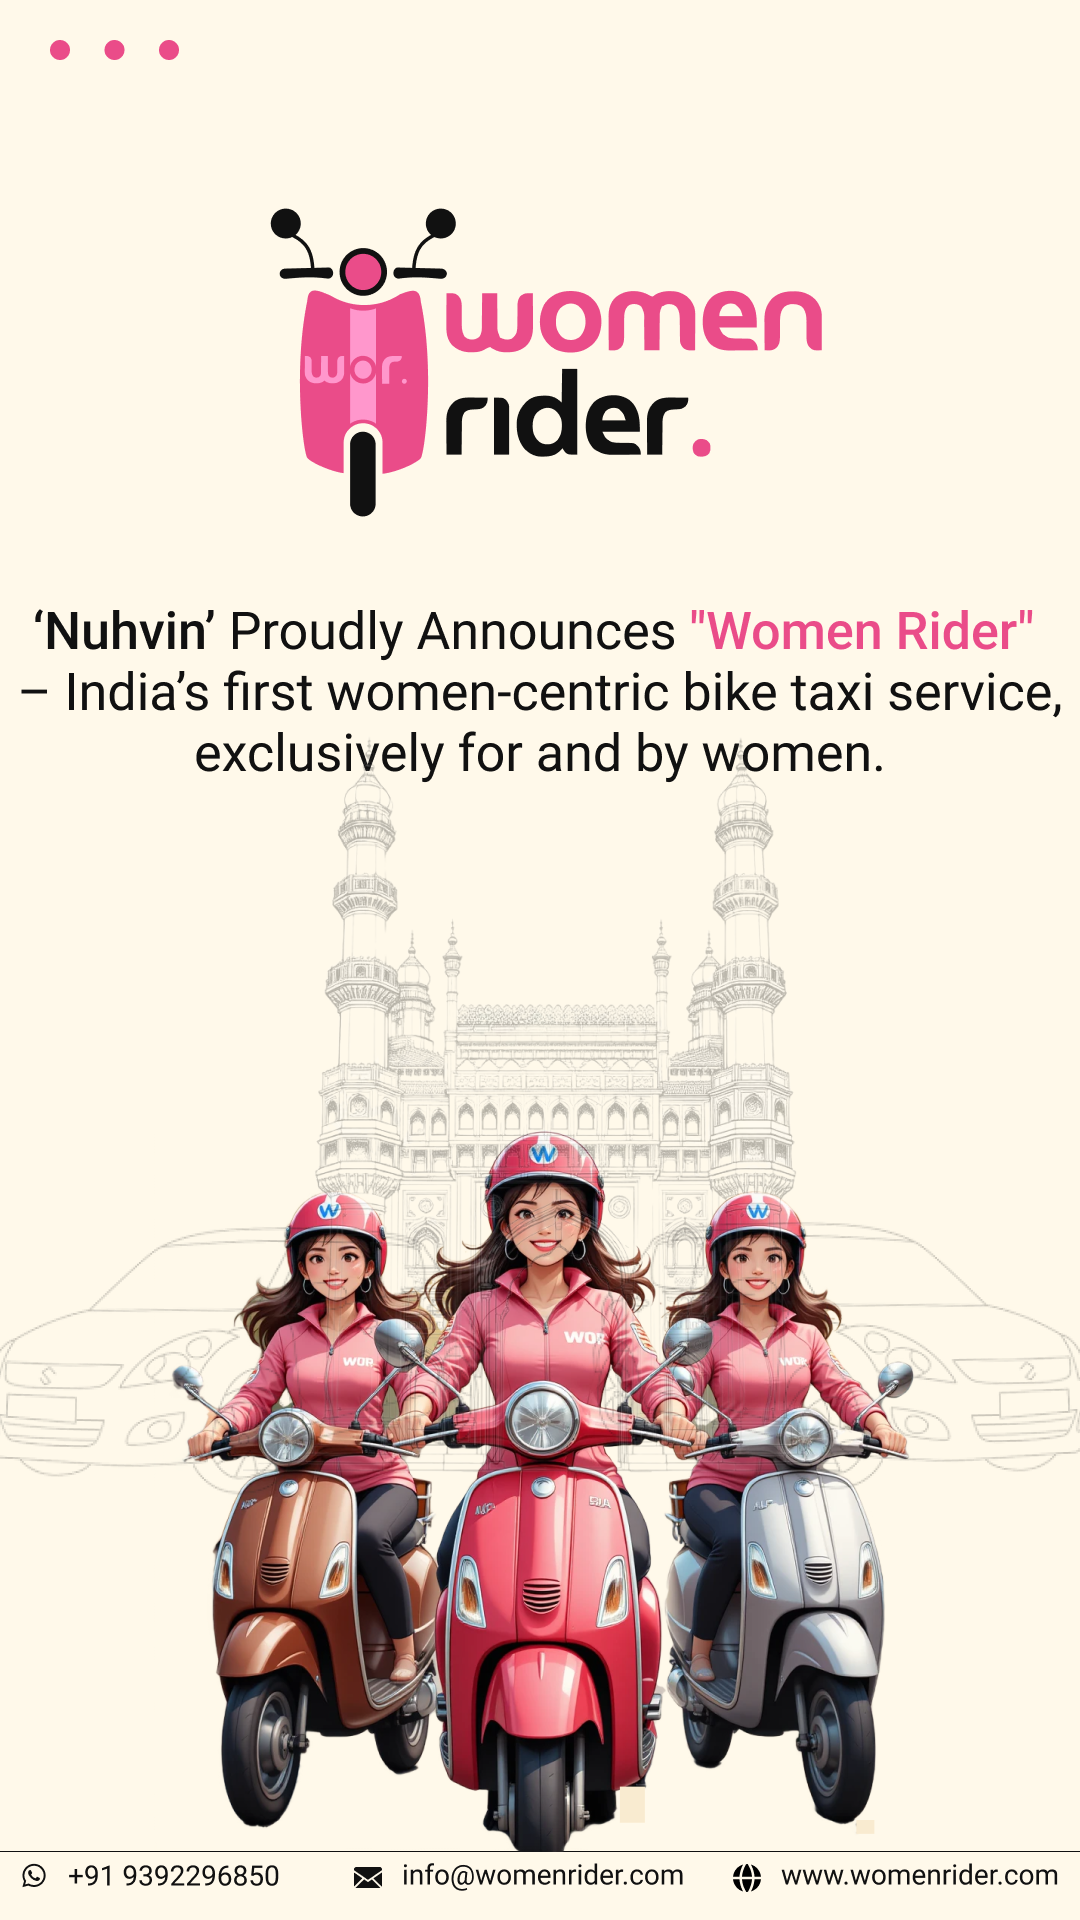 women
wor.
rider.
‘Nuhvin’ Proudly Announces "Women Rider"
– India’s first women-centric bike taxi service,
exclusively for and by women.
W
W
W
WOR
WOR
WOR
+91 9392296850
info@womenrider.com
www.womenrider.com